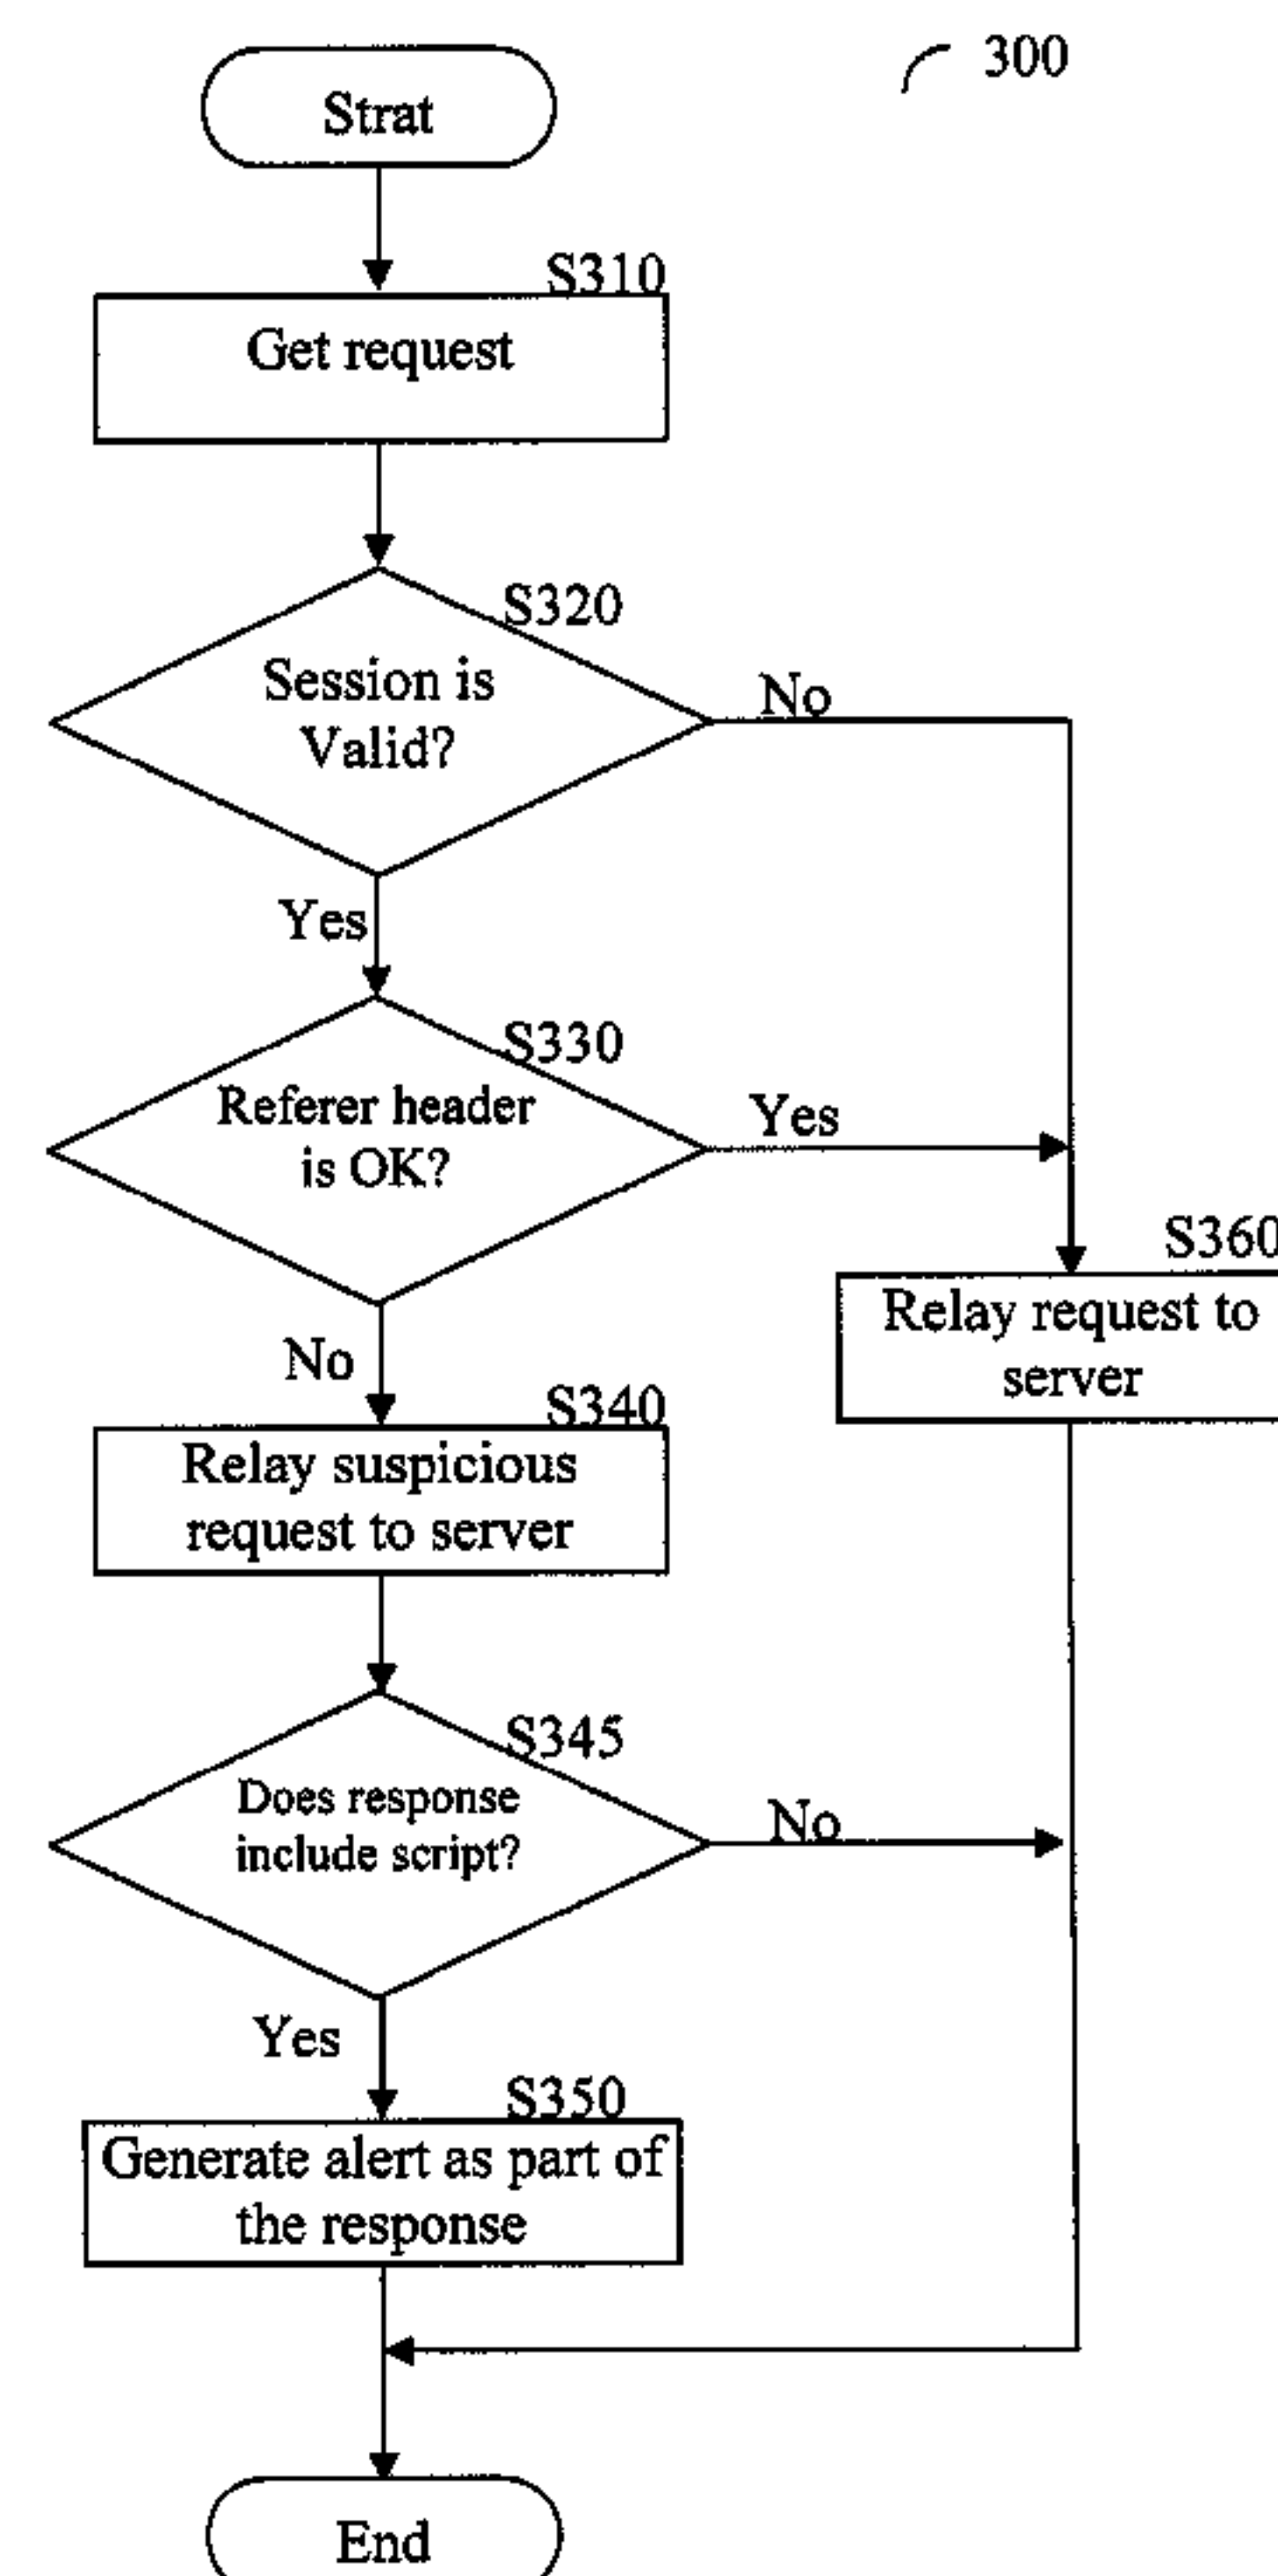 300
Strat
S310
Get request
S320
Session is
Valid?
No
Yes
S330
Referer header
is OK?
Yes
S360
Relay request to
server
No
S340
Relay suspicious
request to server
S345
Does response
include script?
No
Yes
S350
Generate alert as part of
the response
End